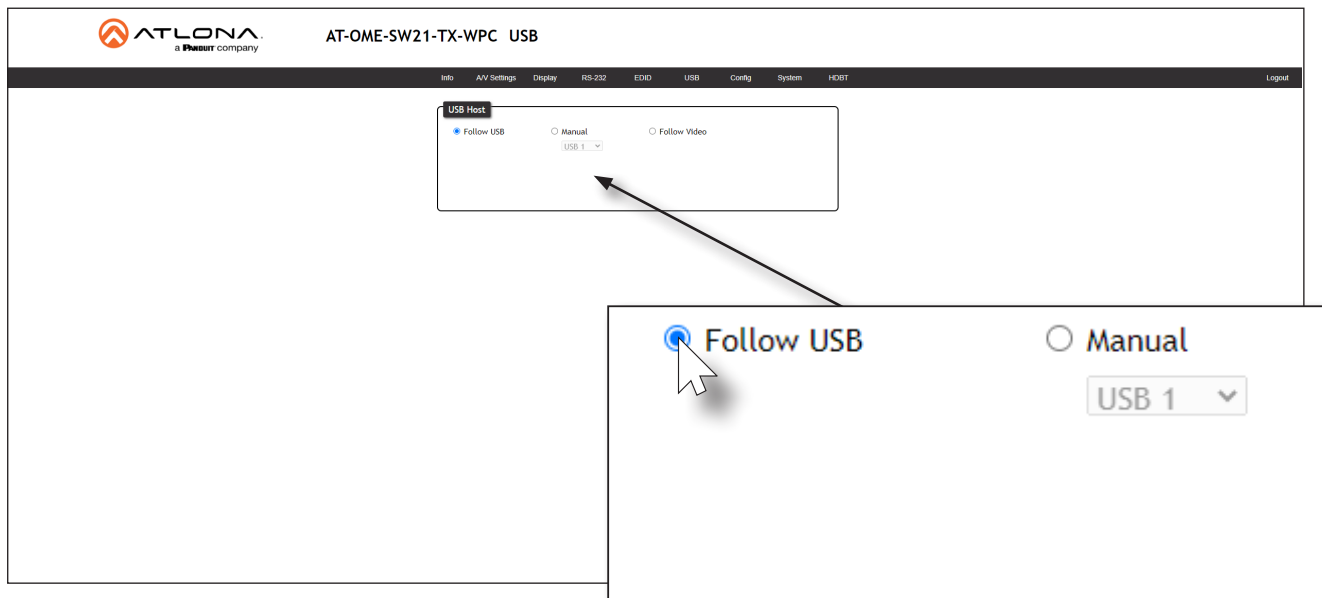 ATLONA.
a PANDUIT company
AT-OME-SW21-TX-WPC USB
Info A/V Settings Display RS-232 EDID USB Config System HDBT Logout
USB Host
Follow USB Manual Follow Video
USB 1
Follow USB Manual
USB 1